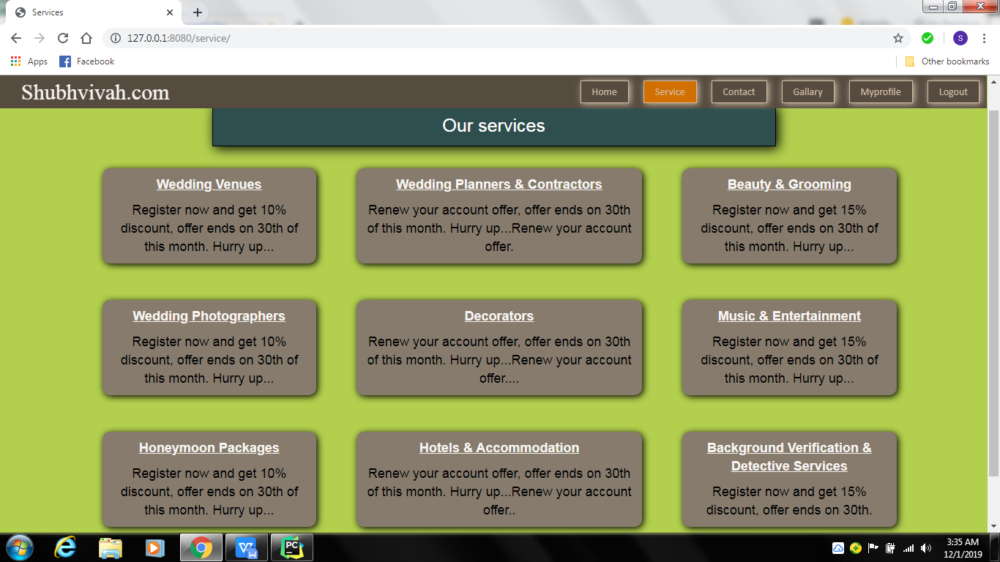 Services
127.0.0.1:8080/service/
S
Apps Facebook Other bookmarks
Shubhvivah.com Home Service Contact Gallary Myprofile Logout
Our services
Wedding Venues
Register now and get 10%
discount, offer ends on 30th of
this month. Hurry up...
Wedding Planners & Contractors
Renew your account offer, offer ends on 30th
of this month. Hurry up...Renew your account
offer.
Beauty & Grooming
Register now and get 15%
discount, offer ends on 30th of
this month. Hurry up...
Wedding Photographers
Register now and get 10%
discount, offer ends on 30th of
this month. Hurry up...
Decorators
Renew your account offer, offer ends on 30th
of this month. Hurry up...Renew your account
offer....
Music & Entertainment
Register now and get 15%
discount, offer ends on 30th of
this month. Hurry up...
Honeymoon Packages
Register now and get 10%
discount, offer ends on 30th of
this month. Hurry up...
Hotels & Accommodation
Renew your account offer, offer ends on 30th
of this month. Hurry up...Renew your account
offer..
Background Verification &
Detective Services
Register now and get 15%
discount, offer ends on 30th.
PC
3:35 AM
12/1/2019